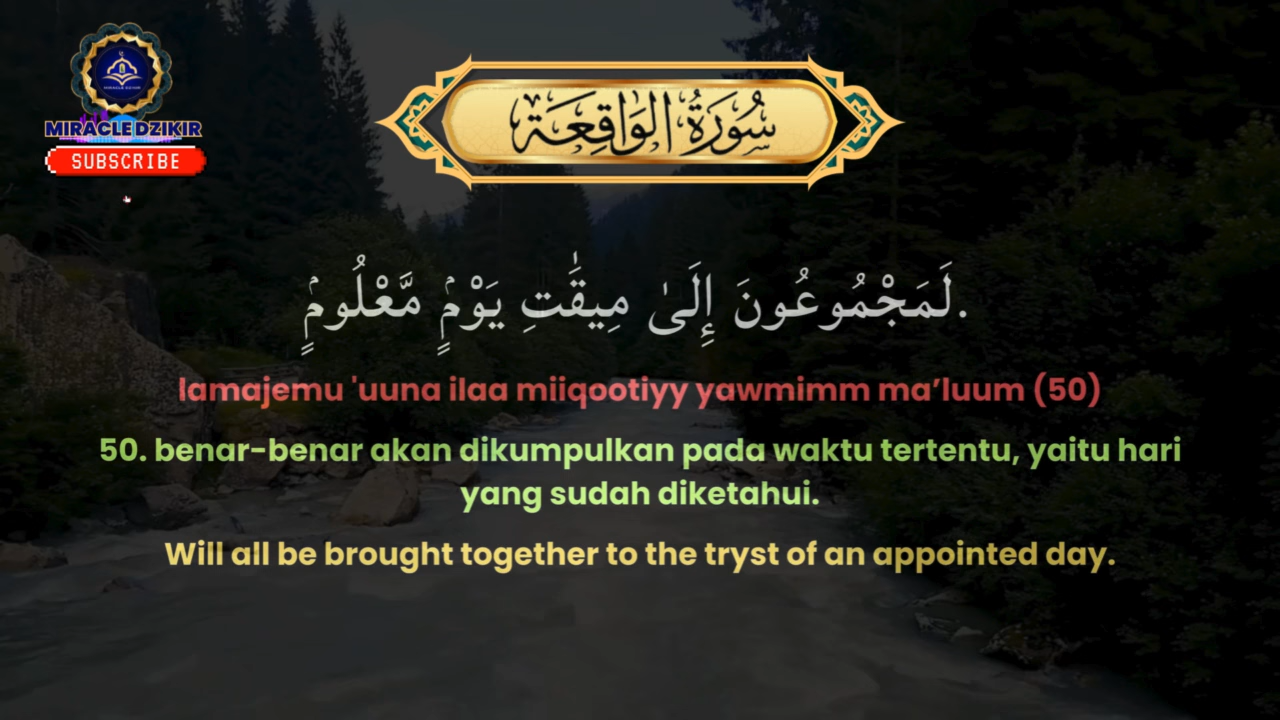 MIRACLE DZIKIR
MIRACLE DZIKIR
SUBSCRIBE
سُورَةُ الوَاقِعَة
لَمَجْمُوعُونَ إِلَىٰ مِيقَٰتِ يَوْمٍۢ مَّعْلُومٍۢ.
lamajemu 'uuna ilaa miiqootiyy yawmimm ma’luum (50)
50. benar-benar akan dikumpulkan pada waktu tertentu, yaitu hari
yang sudah diketahui.
Will all be brought together to the tryst of an appointed day.